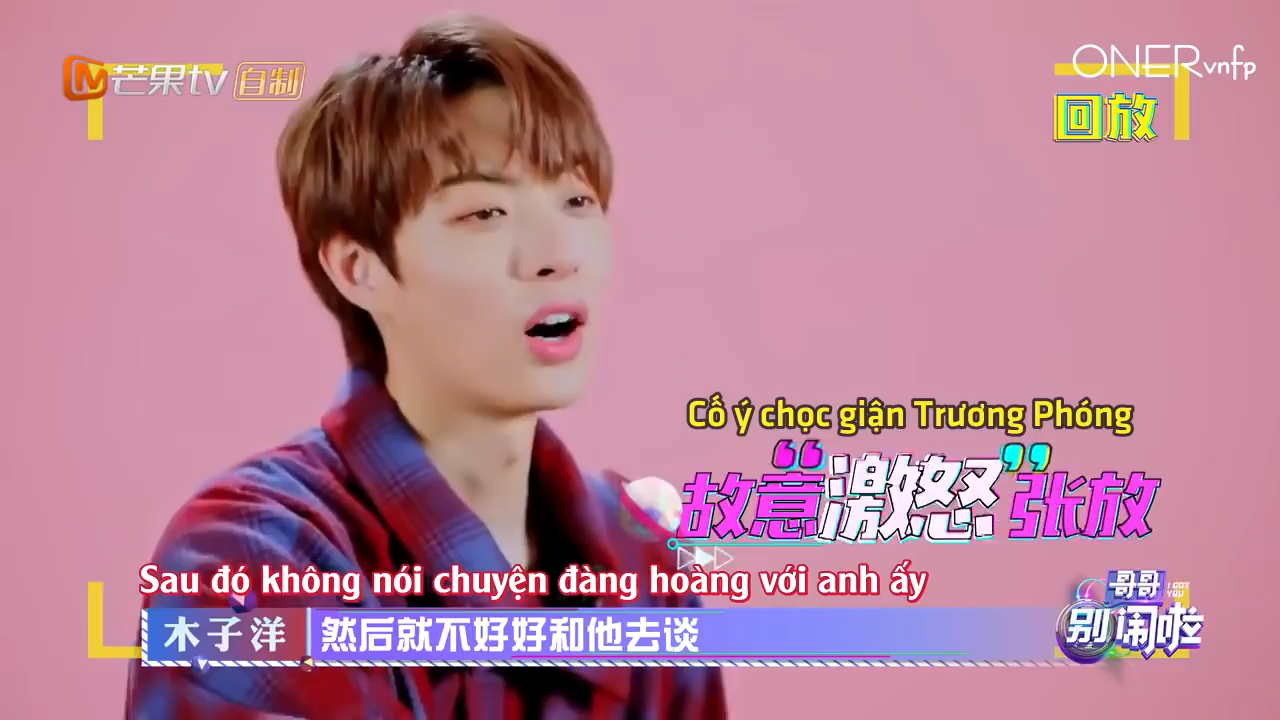 芒果tv 自制
ONERvnfp
回放
Cố ý chọc giận Trương Phóng
故意“激怒”张放
Sau đó không nói chuyện đàng hoàng với anh ấy
木子洋 然后就不好好和他去谈
哥哥
I GOT YOU
别闹啦